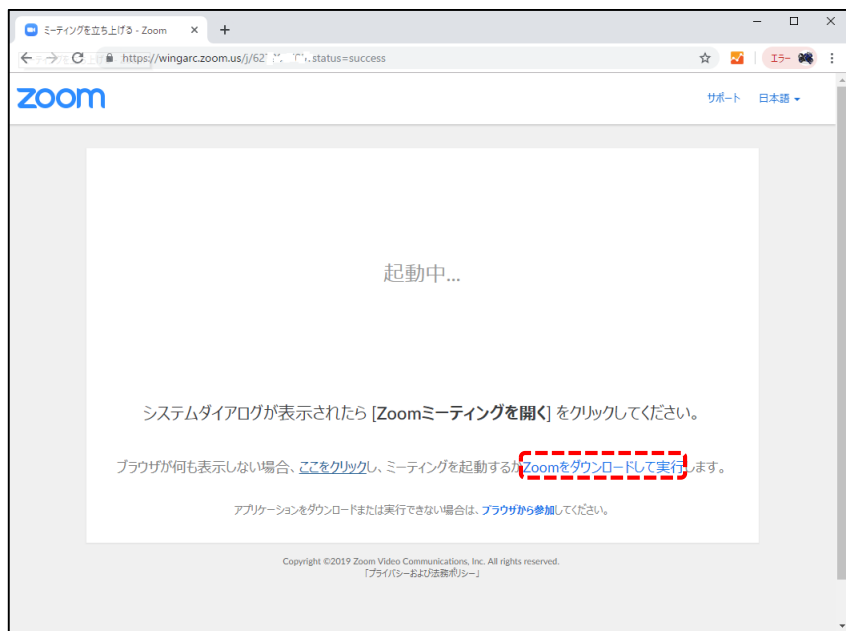 ミーティングを立ち上げる - Zoom
https://wingarc.zoom.us/j/62 status=success
エラー
zoom
サポート 日本語
起動中...
システムダイアログが表示されたら [Zoomミーティングを開く] をクリックしてください。
ブラウザが何も表示しない場合、ここをクリックし、ミーティングを起動するかZoomをダウンロードして実行します。
アプリケーションをダウンロードまたは実行できない場合は、ブラウザから参加してください。
Copyright ©2019 Zoom Video Communications, Inc. All rights reserved.
「プライバシーおよび法務ポリシー」